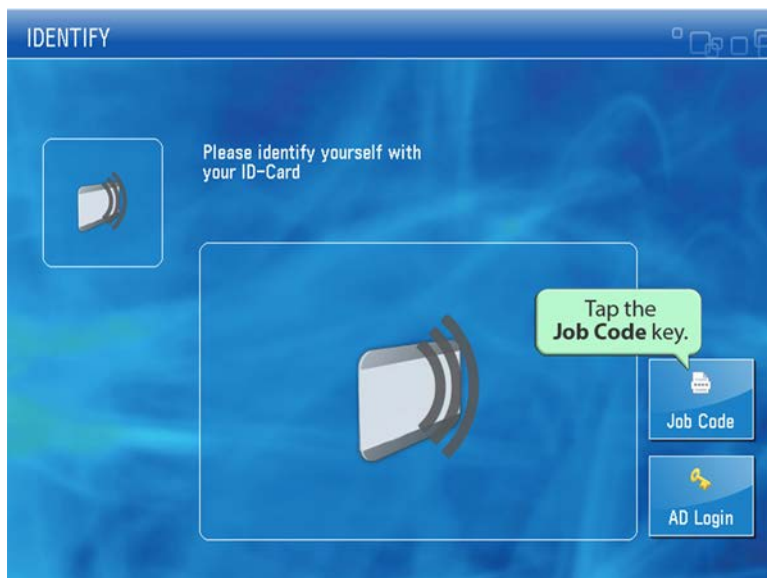 IDENTIFY
Please identify yourself with
your ID-Card
Tap the
Job Code key.
Job Code
AD Login